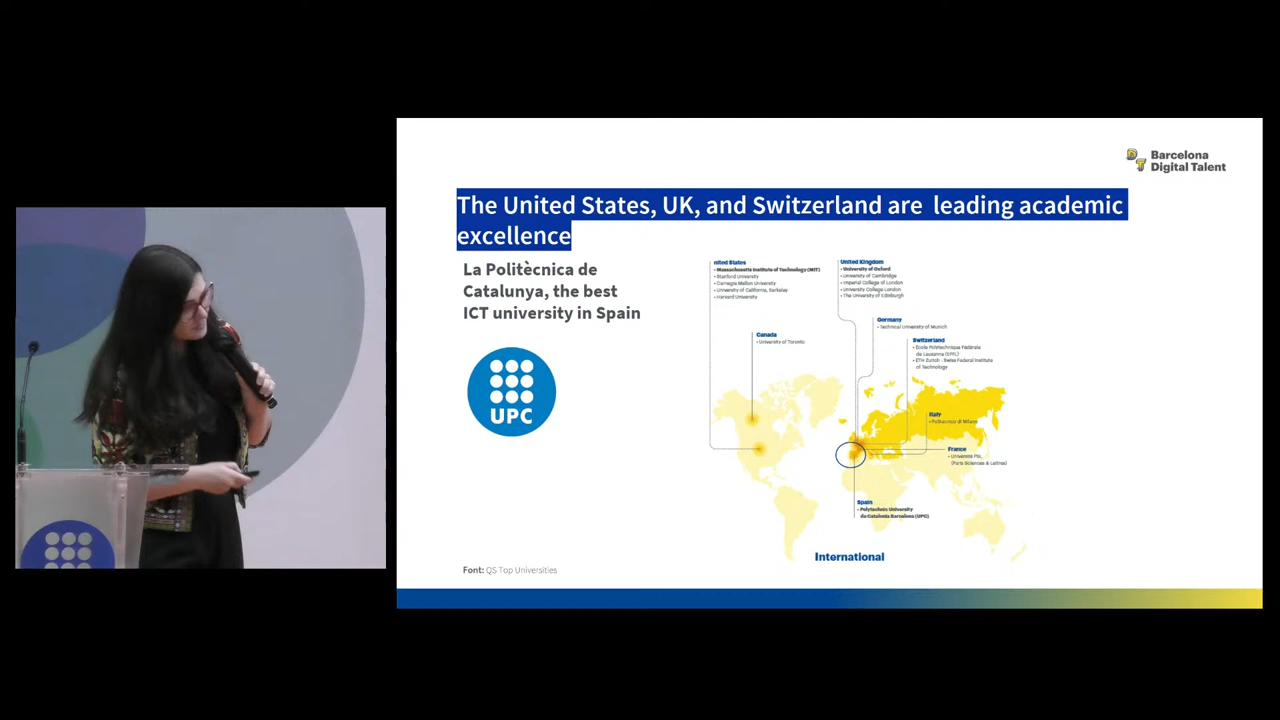 Barcelona
Digital Talent
The United States, UK, and Switzerland are leading academic
excellence
La Politècnica de
Catalunya, the best
ICT university in Spain
UPC
nited States
• Massachusetts Institute of Technology (MIT)
• Stanford University
• Carnegie Mellon University
• University of California, Berkeley
• Harvard University
United Kingdom
• University of Oxford
• University of Cambridge
• Imperial College of London
• University College London
• The University of Edinburgh
Germany
• Technical University of Munich
Canada
• University of Toronto
Switzerland
• École Polytechnique Fédérale
de Lausanne (EPFL)
• ETH Zurich - Swiss Federal Institute
of Technology
Italy
• Politecnico di Milano
France
• Université PSL
(Paris Sciences & Lettres)
Spain
• Polytechnic University
de Catalonia Barcelona (UPC)
International
Font: QS Top Universities